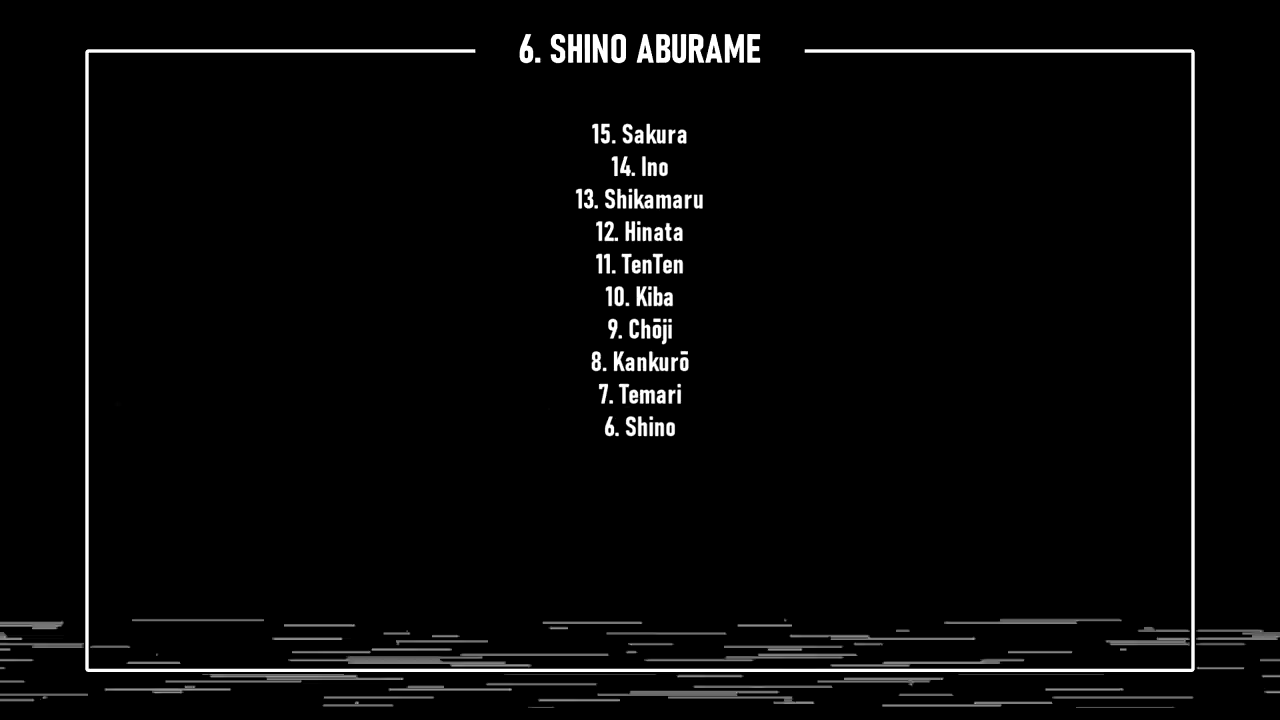 6. SHINO ABURAME
15. Sakura
14. Ino
13. Shikamaru
12. Hinata
11. TenTen
10. Kiba
9. Chōji
8. Kankurō
7. Temari
6. Shino